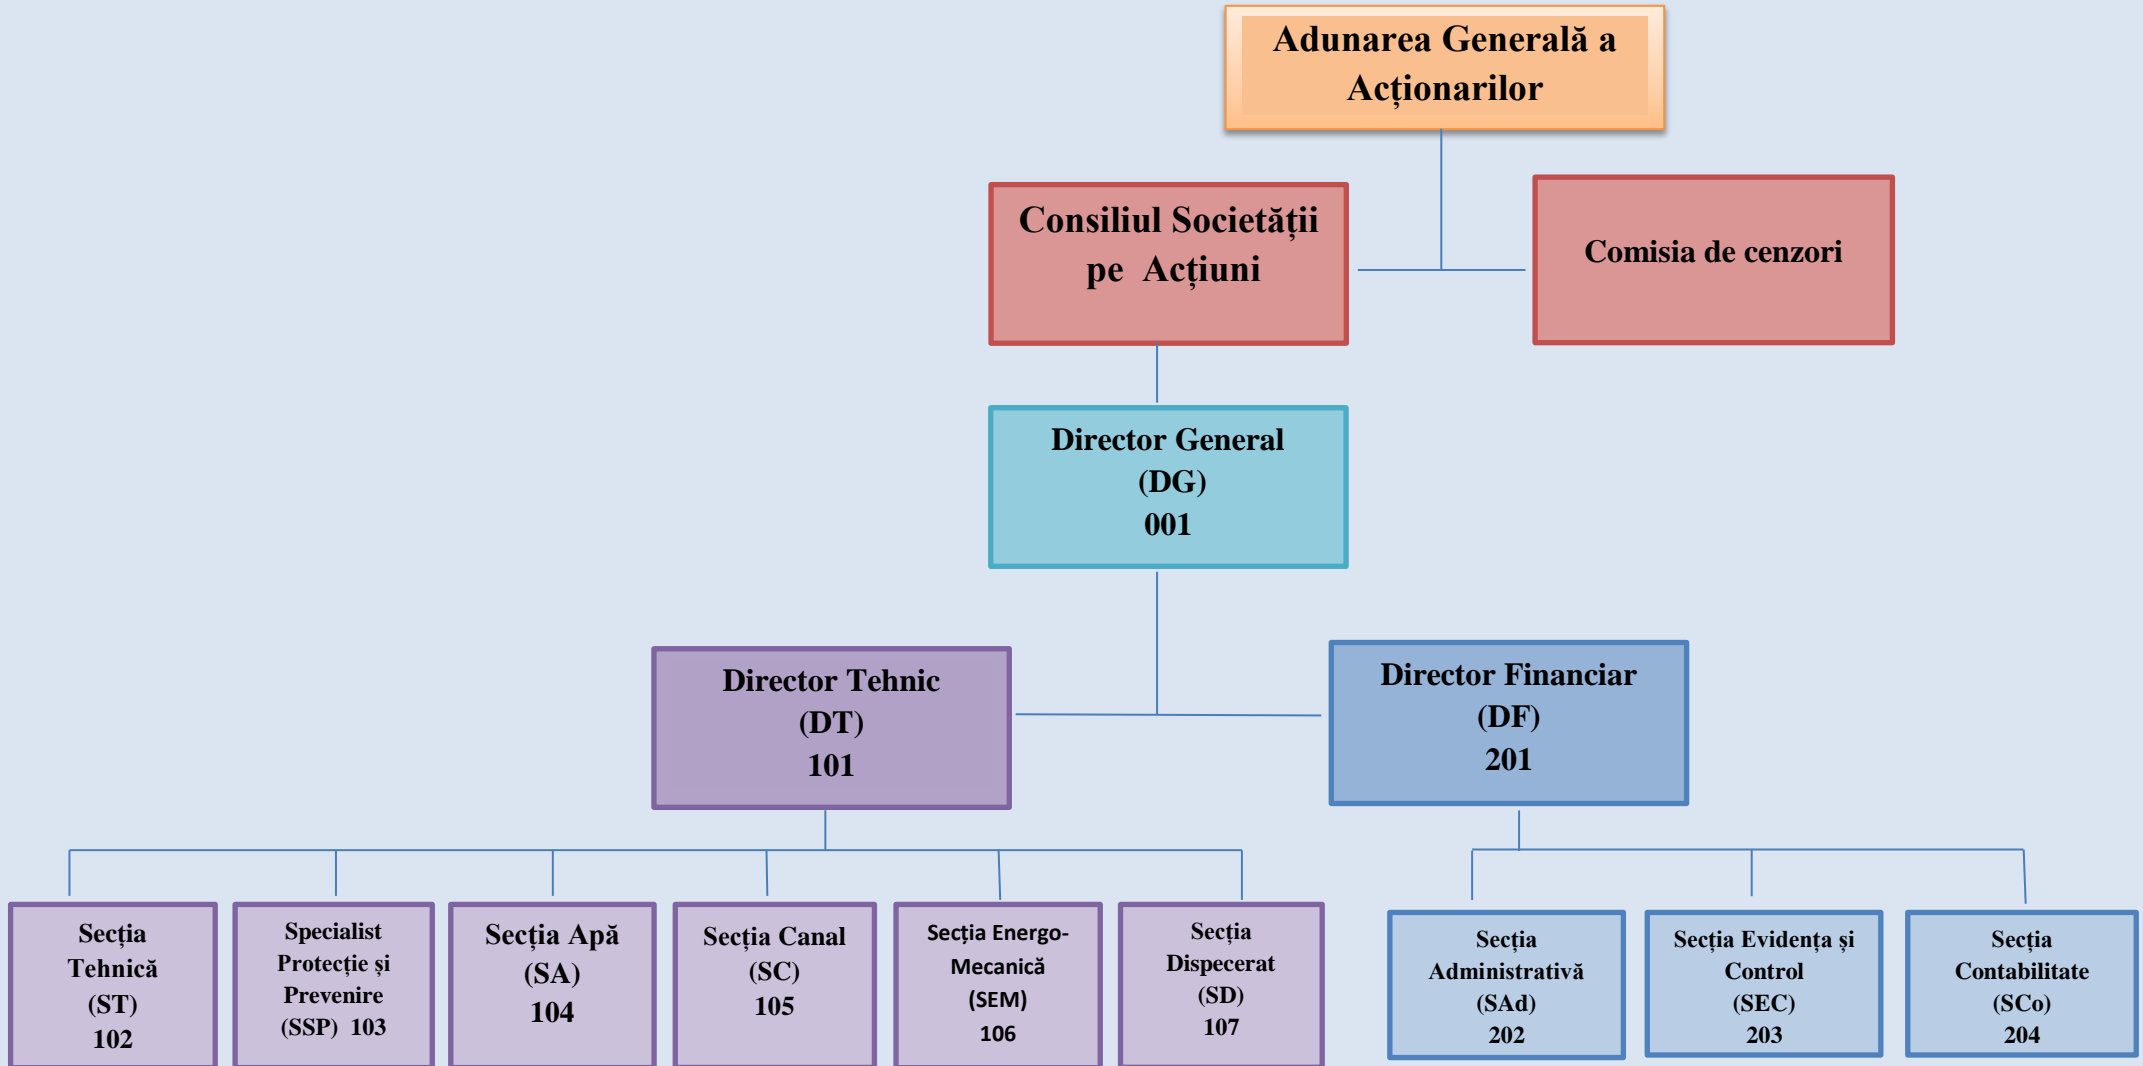 Adunarea Generală a
Acționarilor
Consiliul Societății
pe Acțiuni
Comisia de cenzori
Director General
(DG)
001
Director Tehnic
(DT)
101
Director Financiar
(DF)
201
Secția
Tehnică
(ST)
102
Specialist
Protecție și
Prevenire
(SSP) 103
Secția Apă
(SA)
104
Secția Canal
(SC)
105
Secția Energo-
Mecanică
(SEM)
106
Secția
Dispecerat
(SD)
107
Secția
Administrativă
(SAd)
202
Secția Evidența și
Control
(SEC)
203
Secția
Contabilitate
(SCo)
204